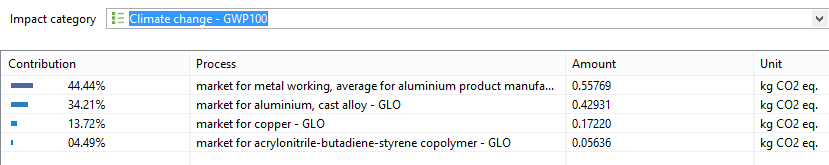 Impact category Climate change - GWP100
Contribution Process Amount Unit
44.44% market for metal working, average for aluminium product manufa... 0.55769 kg CO2 eq.
34.21% market for aluminium, cast alloy - GLO 0.42931 kg CO2 eq.
13.72% market for copper - GLO 0.17220 kg CO2 eq.
04.49% market for acrylonitrile-butadiene-styrene copolymer - GLO 0.05636 kg CO2 eq.